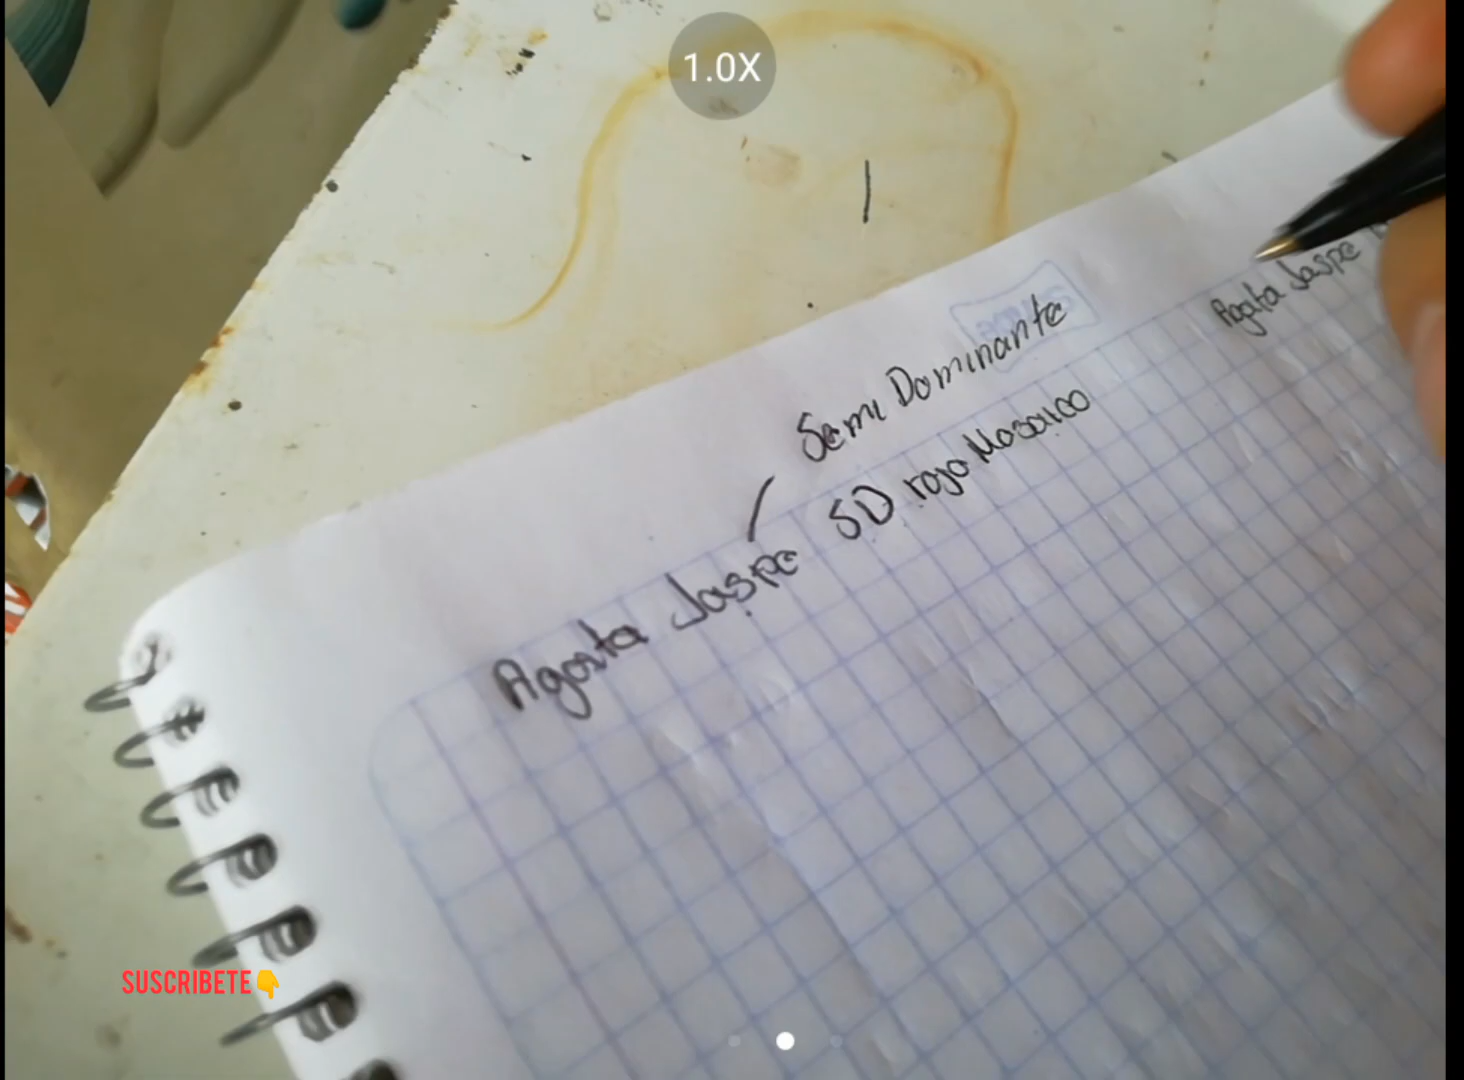 1.0X
Semi Dominante
Agata Jaspe SD rojo Mosaico
Agata Jaspe
SUSCRIBETE👇